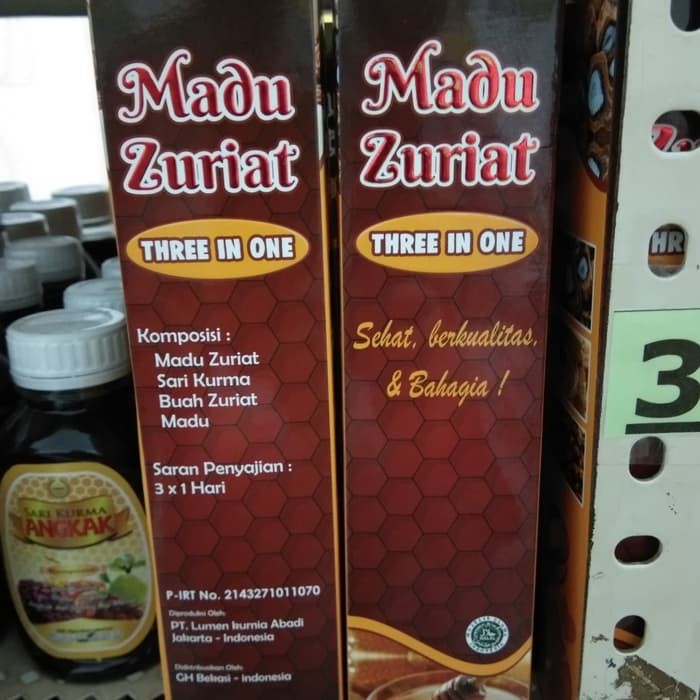 Madu
Zuriat
THREE IN ONE
Komposisi :
Madu Zuriat
Sari Kurma
Buah Zuriat
Madu
Saran Penyajian :
3 x 1 Hari
P-IRT No. 2143271011070
Diproduksi Oleh:
PT. Lumen kurnia Abadi
Jakarta - Indonesia
Didistribusikan Oleh:
GH Bekasi - indonesia
Madu
Zuriat
THREE IN ONE
Sehat, berkualitas,
& Bahagia !
SARI KURMA
ANGKAK
HR
3